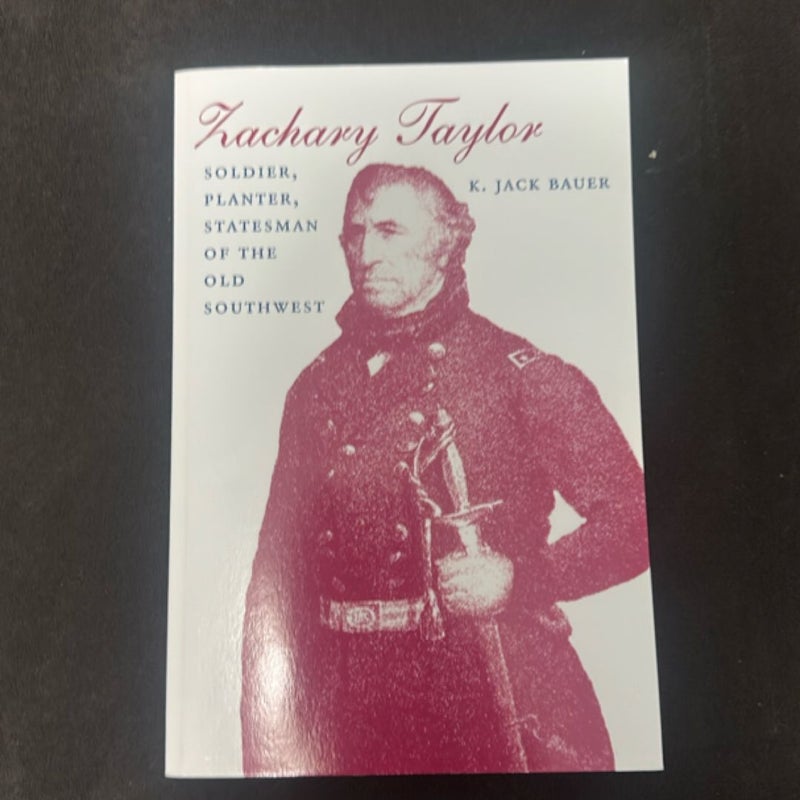 Zachary Taylor
SOLDIER,
PLANTER,
STATESMAN
OF THE
OLD
SOUTHWEST
K. JACK BAUER